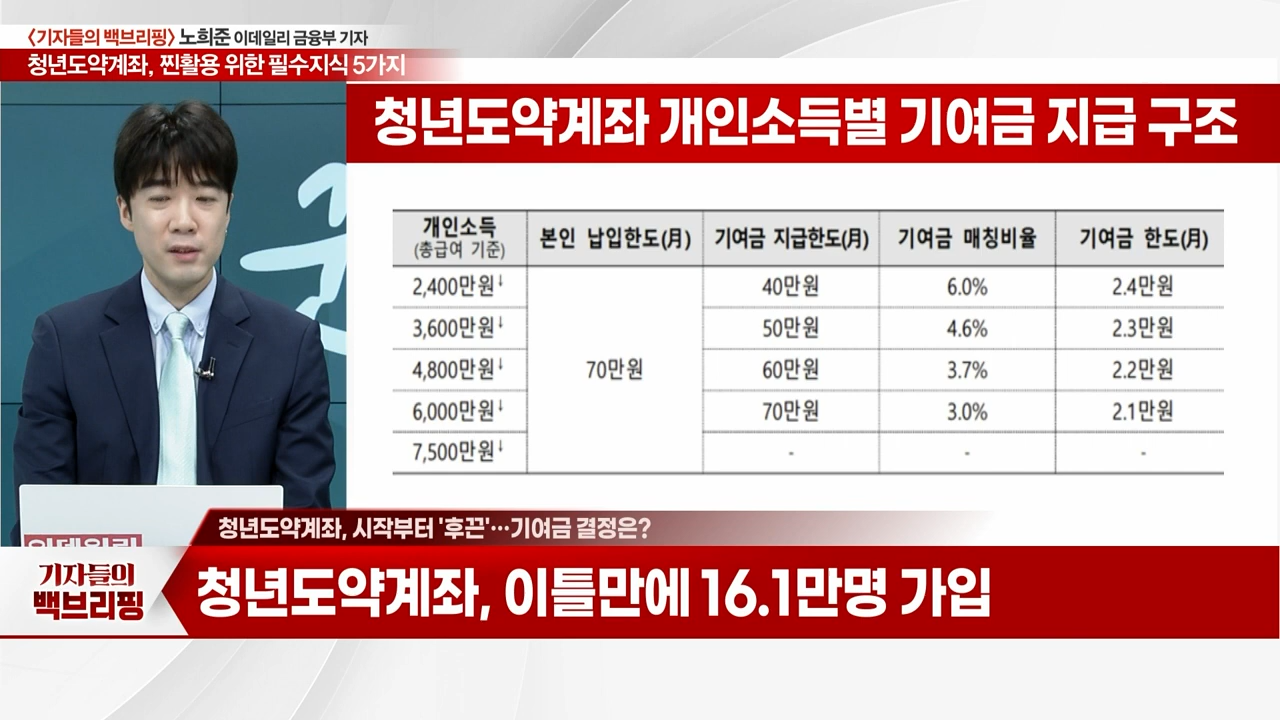 <기자들의 백브리핑> 노희준 이데일리 금융부 기자
청년도약계좌, 찐활용 위한 필수지식 5가지
청년도약계좌 개인소득별 기여금 지급 구조
개인소득 (총급여 기준) 본인 납입한도(月) 기여금 지급한도(月) 기여금 매칭비율 기여금 한도(月)
2,400만원↓ 40만원 6.0% 2.4만원
3,600만원↓ 50만원 4.6% 2.3만원
4,800만원↓ 70만원 60만원 3.7% 2.2만원
6,000만원↓ 70만원 3.0% 2.1만원
7,500만원↓ - - -
청년도약계좌, 시작부터 '후끈'…기여금 결정은?
이데일리
기자들의
백브리핑
청년도약계좌, 이틀만에 16.1만명 가입